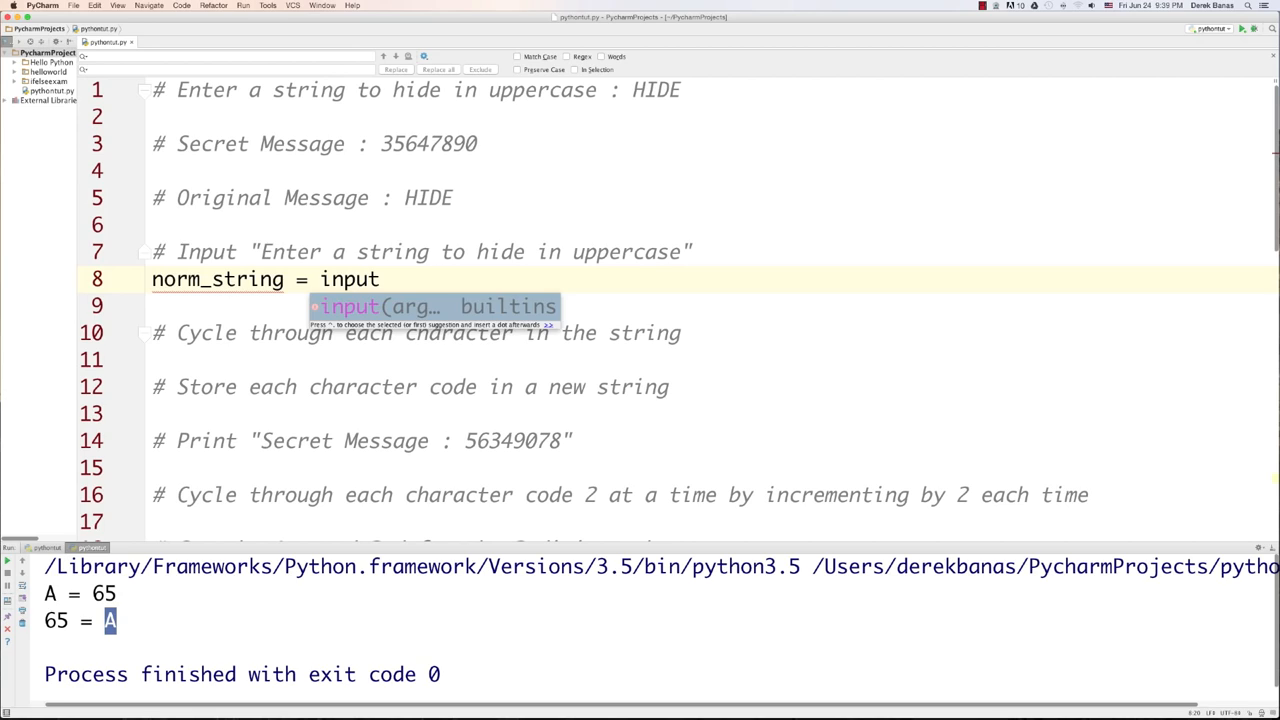 PyCharm File Edit View Navigate Code Refactor Run Tools VCS Window Help
Fri Jun 24 9:39 PM Derek Banas
pythontut.py - PycharmProjects - [~/PycharmProjects]
PycharmProjects pythontut.py
pythontut
pythontut.py
Match Case Regex Words
Replace Replace all Exclude Preserve Case In Selection
PycharmProject
Hello Python
helloworld
ifelseexam
pythontut.py
External Librarie
1 # Enter a string to hide in uppercase : HIDE
2
3 # Secret Message : 35647890
4
5 # Original Message : HIDE
6
7 # Input "Enter a string to hide in uppercase"
8 norm_string = input
9 input(arg… builtins
Press ^. to choose the selected (or first) suggestion and insert a dot afterwards >>
10 # Cycle through each character in the string
11
12 # Store each character code in a new string
13
14 # Print "Secret Message : 56349078"
15
16 # Cycle through each character code 2 at a time by incrementing by 2 each time
17
Run: pythontut pythontut
/Library/Frameworks/Python.framework/Versions/3.5/bin/python3.5 /Users/derekbanas/PycharmProjects/pytho
A = 65
65 = A
Process finished with exit code 0
8:20 LF÷ UTF-8÷